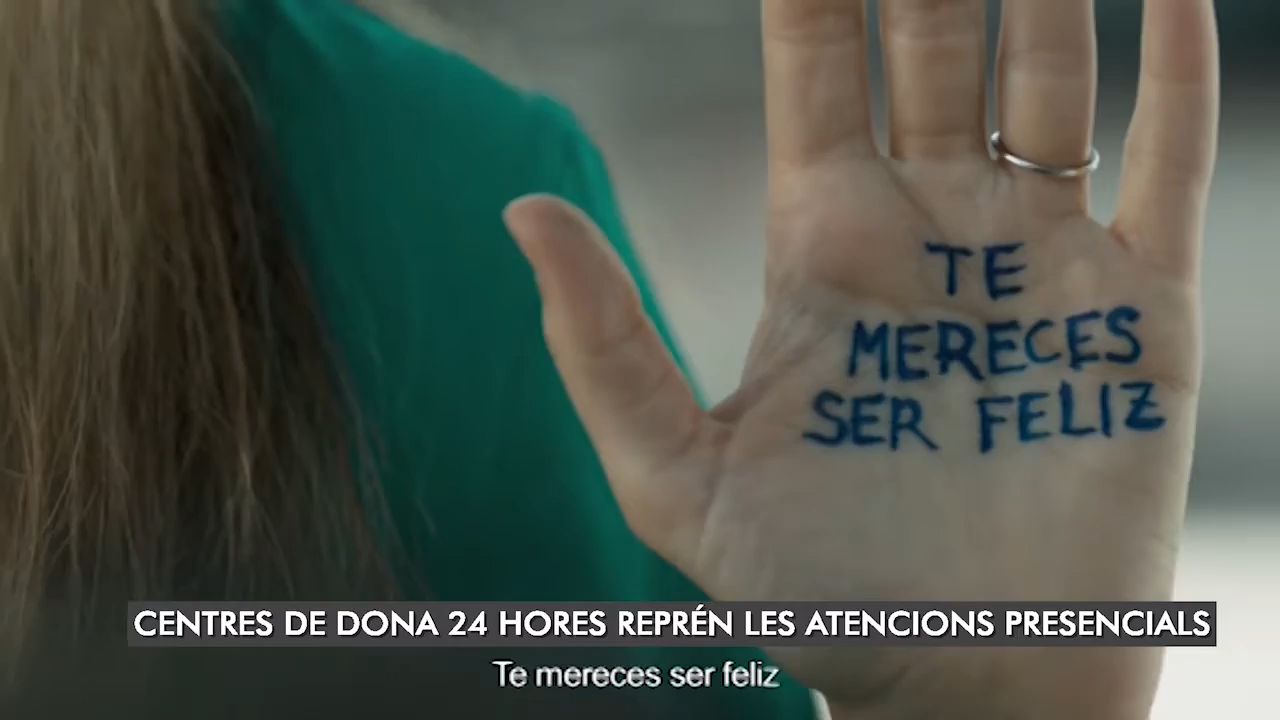 TE
MERECES
SER FELIZ
CENTRES DE DONA 24 HORES REPRÉN LES ATENCIONS PRESENCIALS
Te mereces ser feliz